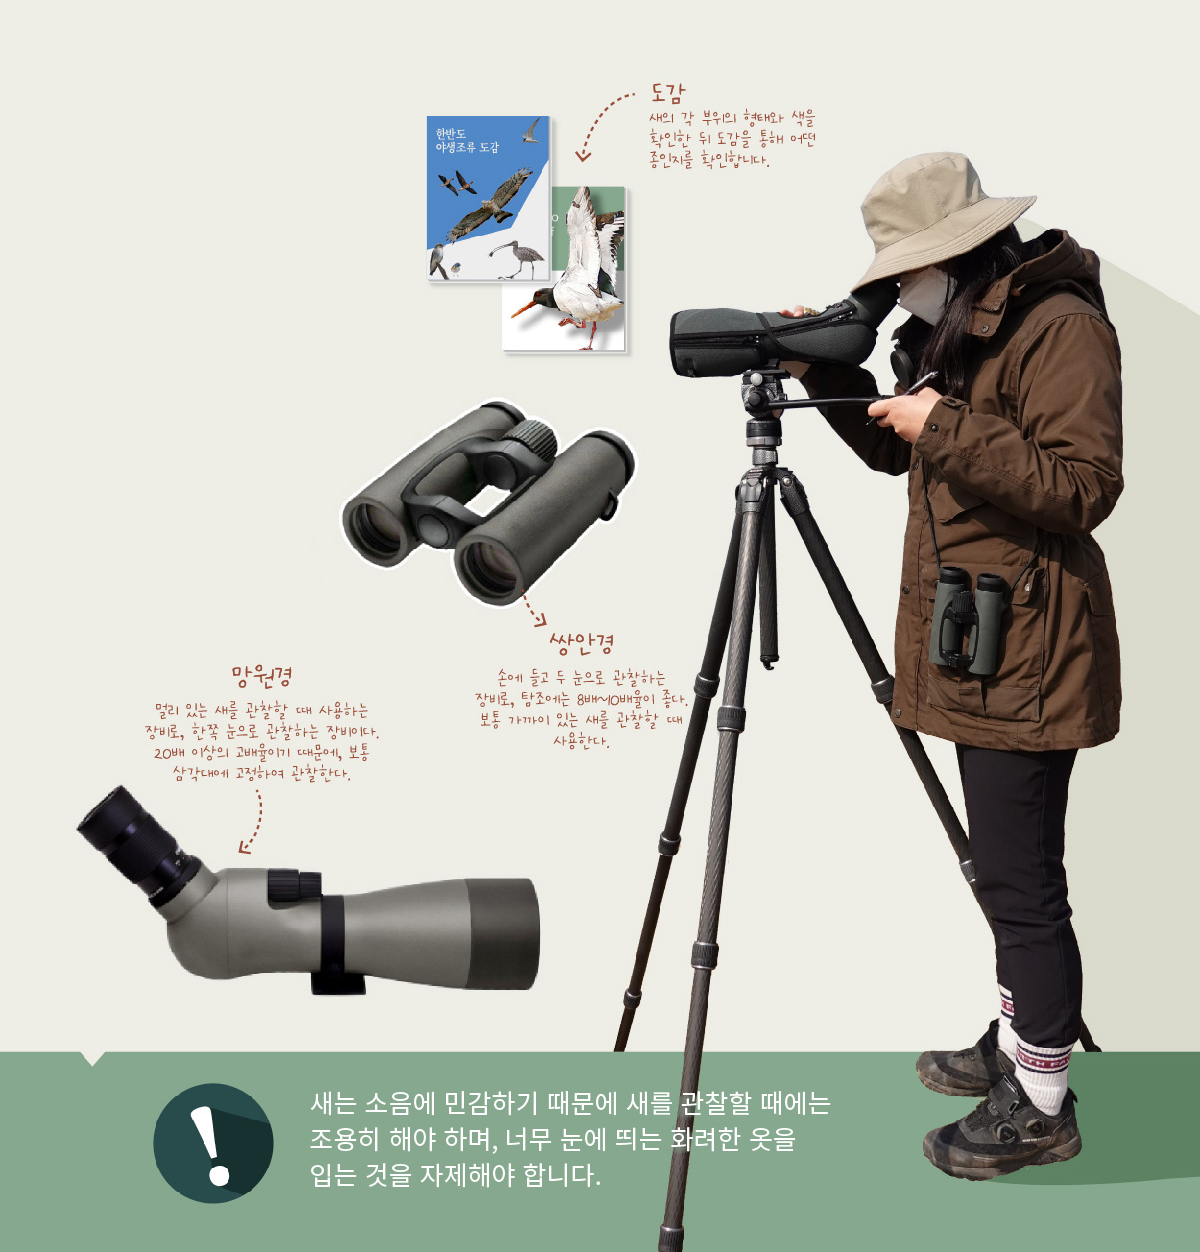 도감
새의 각 부위의 형태와 색을
확인한 뒤 도감을 통해 어떤
종인지를 확인합니다.
한반도
야생조류 도감
쌍안경
손에 들고 두 눈으로 관찰하는
장비로, 탐조에는 8배~10배율이 좋다.
보통 가까이 있는 새를 관찰할 때
사용한다.
망원경
멀리 있는 새를 관찰할 때 사용하는
장비로, 한쪽 눈으로 관찰하는 장비이다.
20배 이상의 고배율이기 때문에, 보통
삼각대에 고정하여 관찰한다.
새는 소음에 민감하기 때문에 새를 관찰할 때에는
조용히 해야 하며, 너무 눈에 띄는 화려한 옷을
입는 것을 자제해야 합니다.